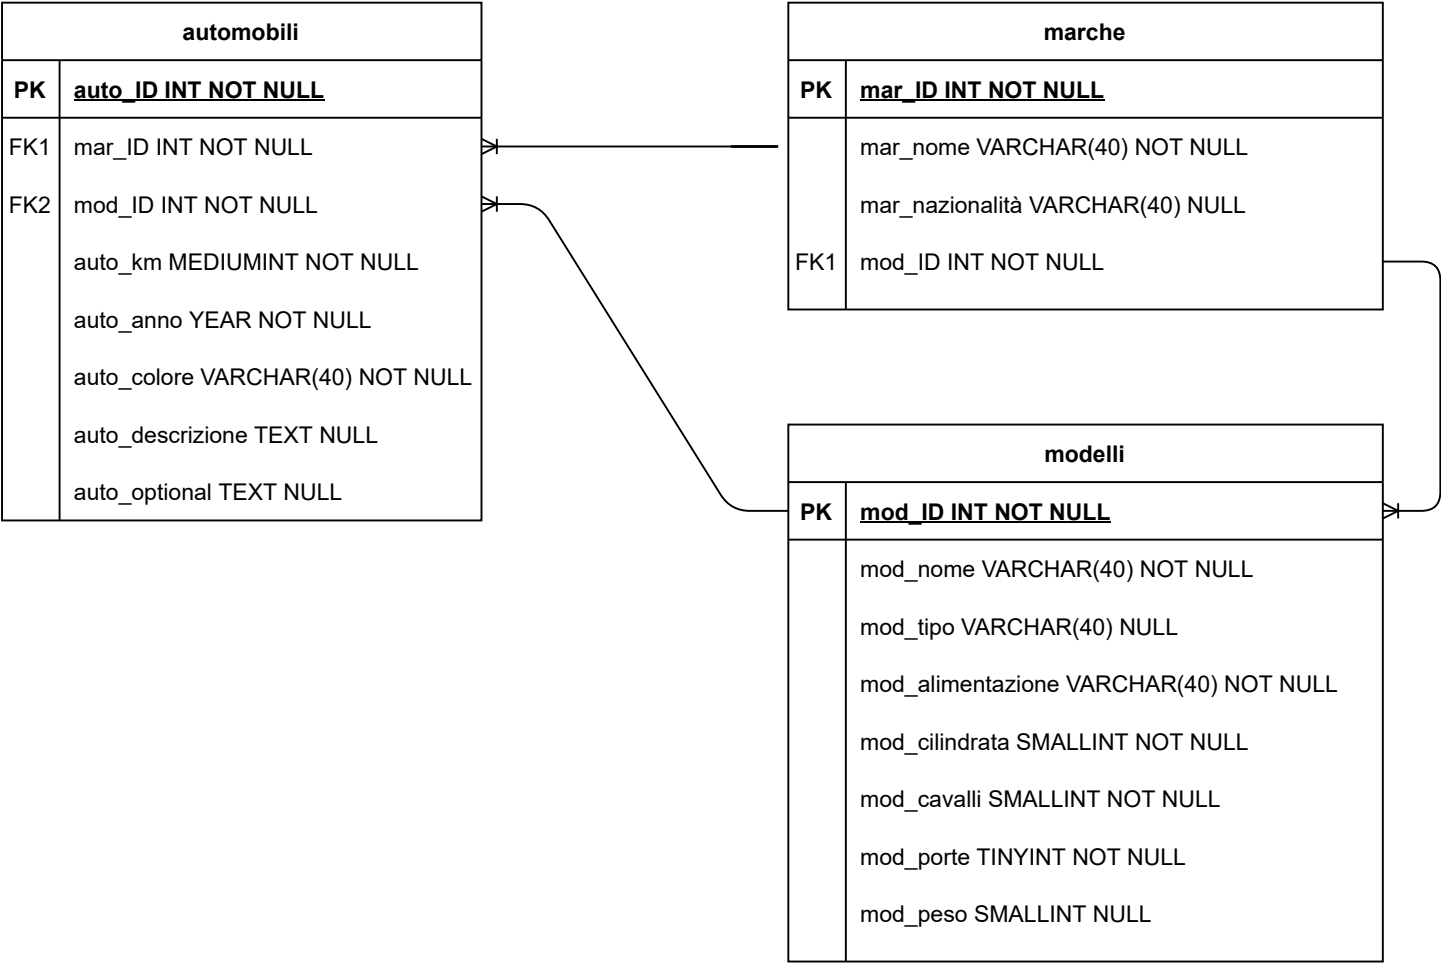 automobili
PK auto_ID INT NOT NULL
FK1 mar_ID INT NOT NULL
FK2 mod_ID INT NOT NULL
auto_km MEDIUMINT NOT NULL
auto_anno YEAR NOT NULL
auto_colore VARCHAR(40) NOT NULL
auto_descrizione TEXT NULL
auto_optional TEXT NULL
marche
PK mar_ID INT NOT NULL
mar_nome VARCHAR(40) NOT NULL
mar_nazionalità VARCHAR(40) NULL
FK1 mod_ID INT NOT NULL
modelli
PK mod_ID INT NOT NULL
mod_nome VARCHAR(40) NOT NULL
mod_tipo VARCHAR(40) NULL
mod_alimentazione VARCHAR(40) NOT NULL
mod_cilindrata SMALLINT NOT NULL
mod_cavalli SMALLINT NOT NULL
mod_porte TINYINT NOT NULL
mod_peso SMALLINT NULL